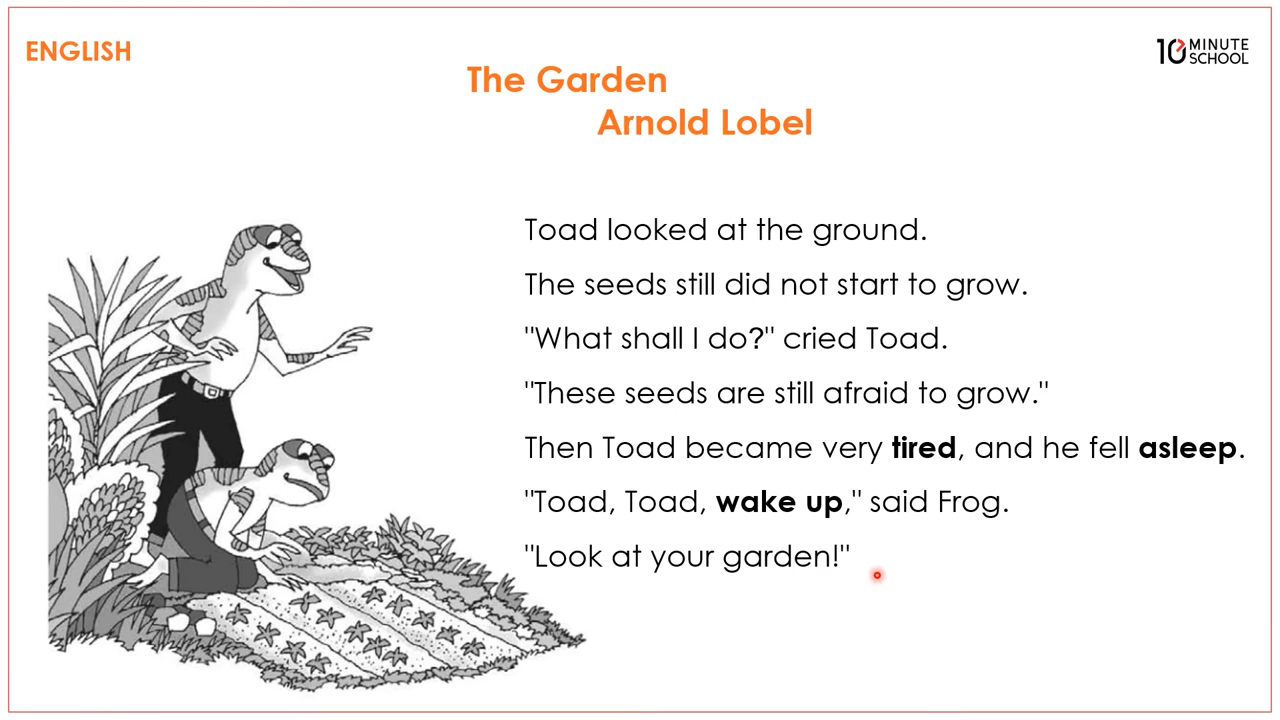 ENGLISH
10 MINUTE
SCHOOL
The Garden
Arnold Lobel
Toad looked at the ground.
The seeds still did not start to grow.
"What shall I do?" cried Toad.
"These seeds are still afraid to grow."
Then Toad became very tired, and he fell asleep.
"Toad, Toad, wake up," said Frog.
"Look at your garden!"